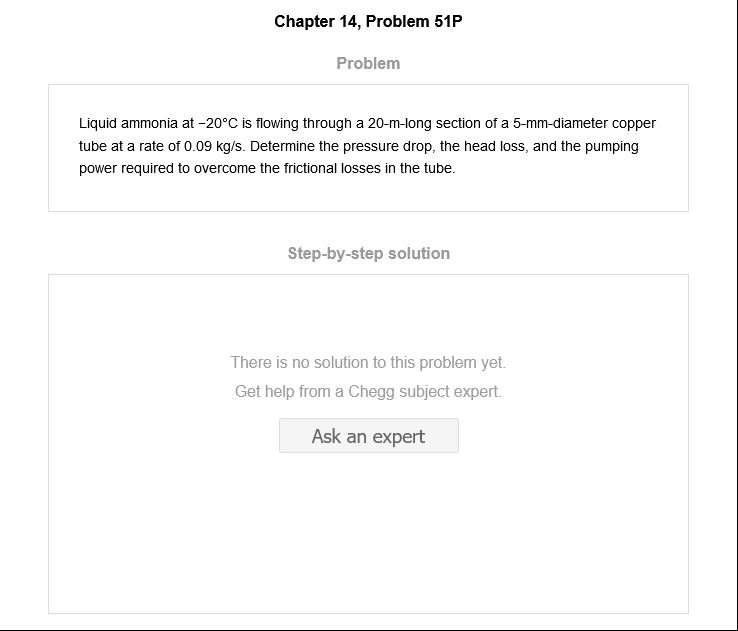 Chapter 14, Problem 51P
Problem
Liquid ammonia at −20°C is flowing through a 20-m-long section of a 5-mm-diameter copper
tube at a rate of 0.09 kg/s. Determine the pressure drop, the head loss, and the pumping
power required to overcome the frictional losses in the tube.
Step-by-step solution
There is no solution to this problem yet.
Get help from a Chegg subject expert.
Ask an expert